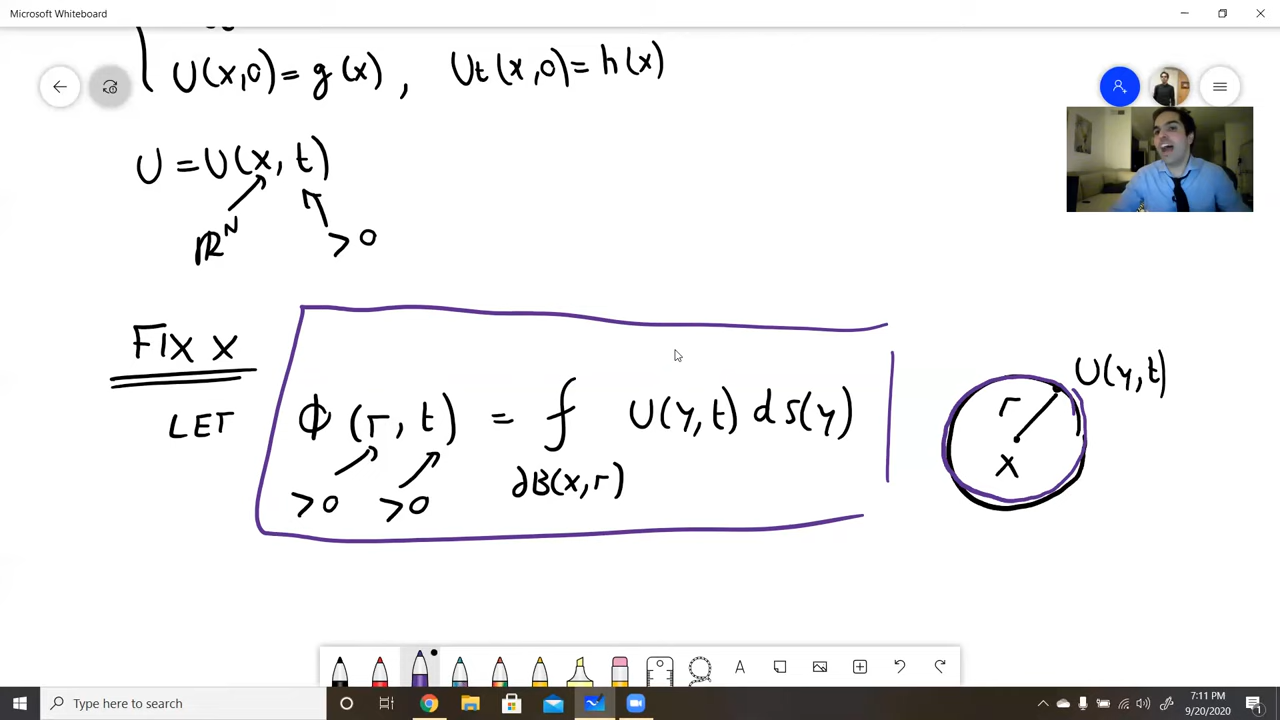 Microsoft Whiteboard
U(x,0) = g(x), Ut(x,0) = h(x)
U = U(x, t)
ℝᴺ >0
FIX x
LET ϕ(r, t) = ⨍ U(y,t) dS(y)
>0 >0 ∂B(x,r)
U(y,t)
r
x
A
Type here to search
7:11 PM
9/20/2020